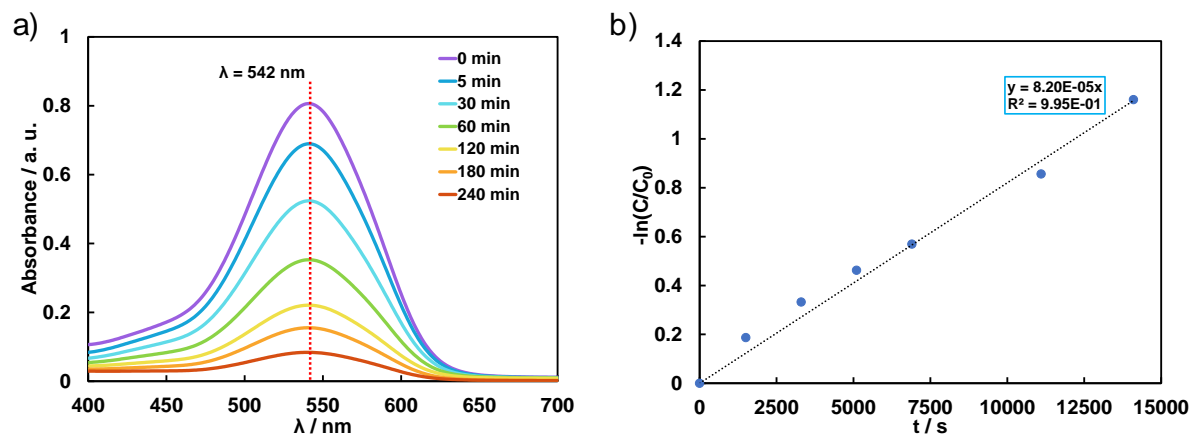 a)
Absorbance / a. u.
1
0.8
0.6
0.4
0.2
0
400
450
500
550
600
650
700
λ / nm
λ = 542 nm
0 min
5 min
30 min
60 min
120 min
180 min
240 min
b)
-ln(C/C₀)
1.4
1.2
1.0
0.8
0.6
0.4
0.2
0.0
0
2500
5000
7500
10000
12500
15000
t / s
y = 8.20E-05x
R² = 9.95E-01